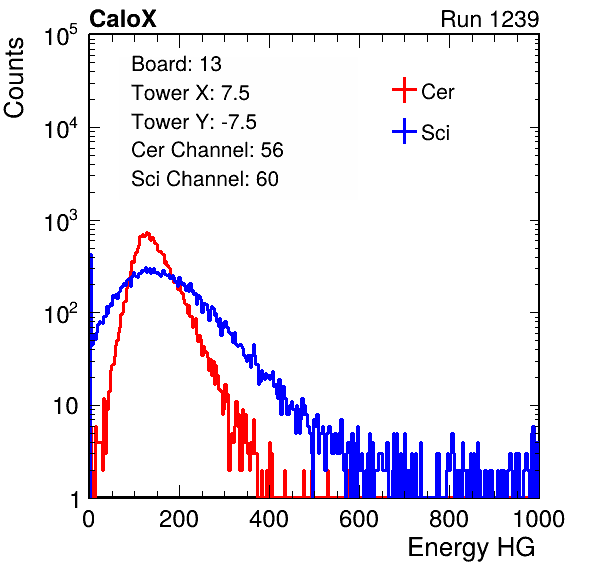 CaloX Run 1239
Counts
10^5
10^4
10^3
10^2
10
1
Board: 13
Tower X: 7.5
Tower Y: -7.5
Cer Channel: 56
Sci Channel: 60
Cer
Sci
0 200 400 600 800 1000
Energy HG